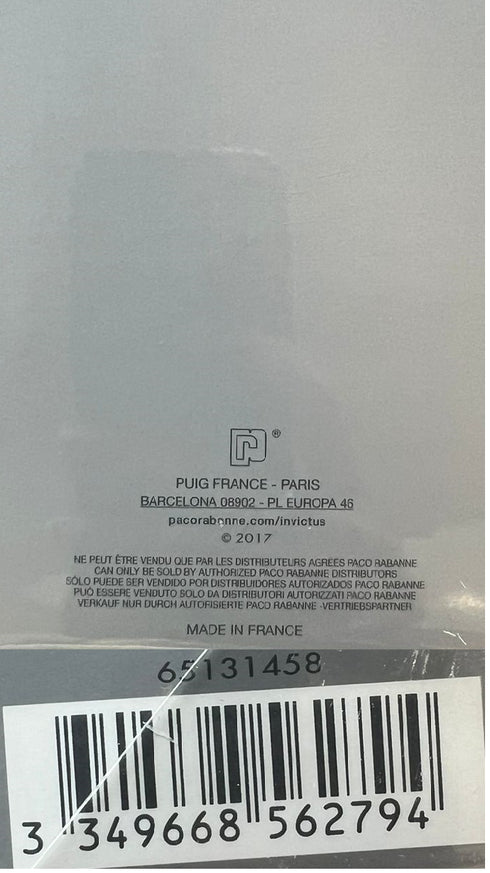 ®
PUIG FRANCE - PARIS
BARCELONA 08902 - PL EUROPA 46
pacorabanne.com/invictus
© 2017
NE PEUT ÊTRE VENDU QUE PAR LES DISTRIBUTEURS AGRÉÉS PACO RABANNE
CAN ONLY BE SOLD BY AUTHORIZED PACO RABANNE DISTRIBUTORS
SÓLO PUEDE SER VENDIDO POR DISTRIBUIDORES AUTORIZADOS PACO RABANNE
PUÒ ESSERE VENDUTO SOLO DA DISTRIBUTORI AUTORIZZATI PACO RABANNE
VERKAUF NUR DURCH AUTORISIERTE PACO RABANNE -VERTRIEBSPARTNER
MADE IN FRANCE
65131458
3 349668 562794